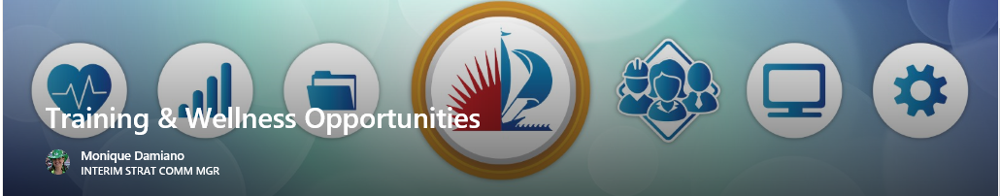 Training & Wellness Opportunities
Monique Damiano
INTERIM STRAT COMM MGR